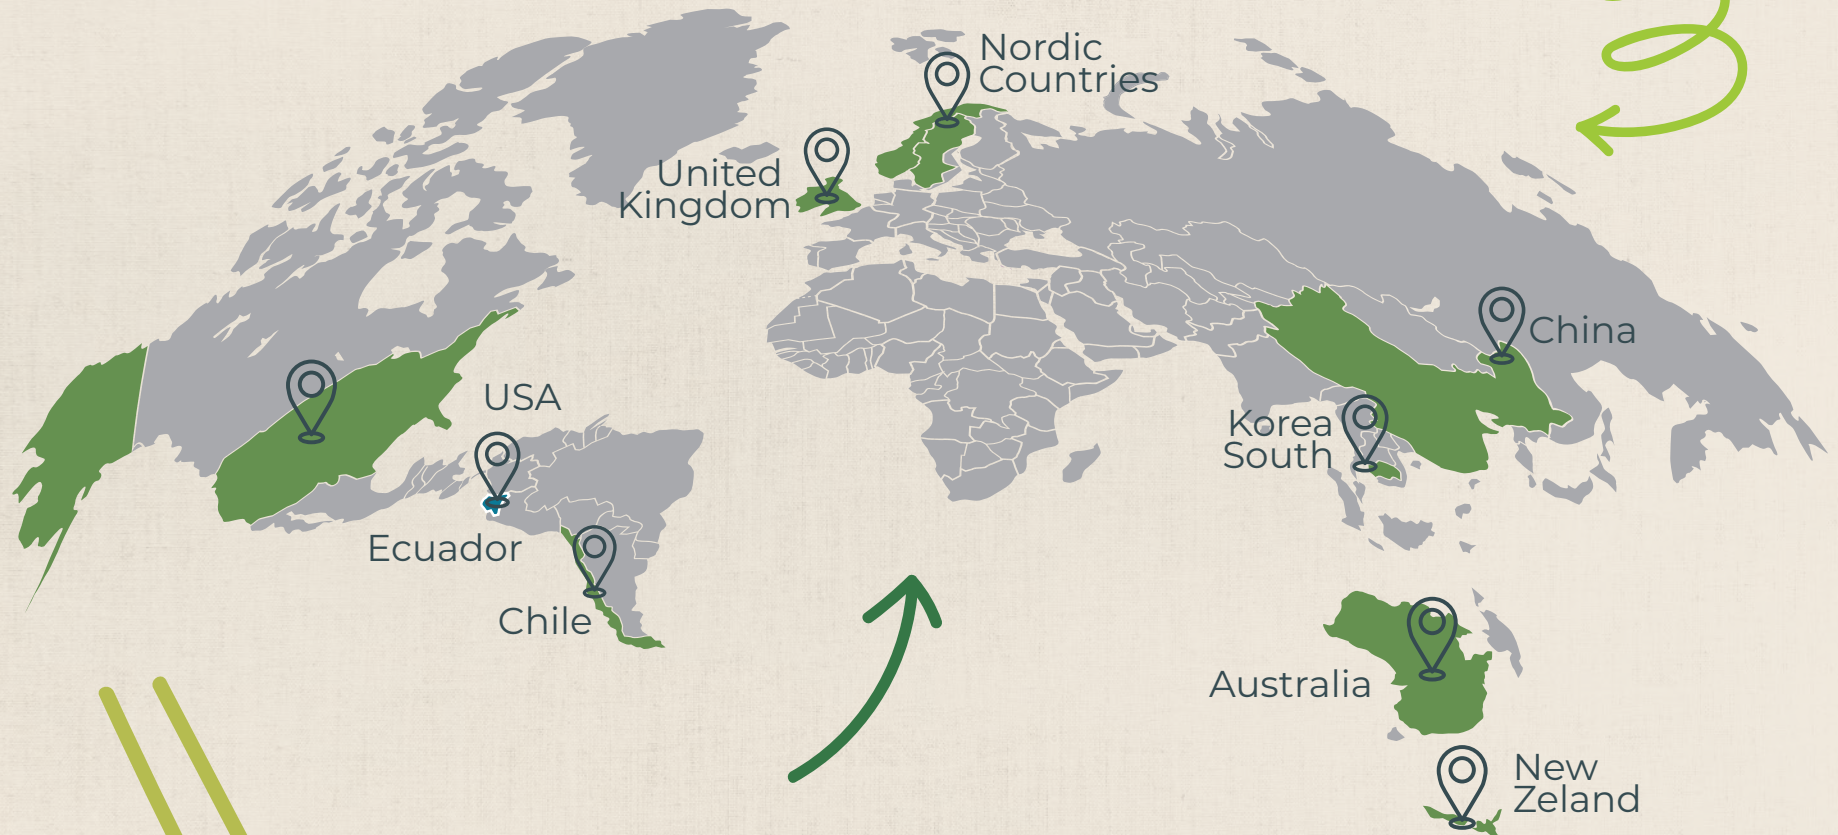 Nordic
Countries
United
Kingdom
China
USA
Korea
South
Ecuador
Chile
Australia
New
Zeland